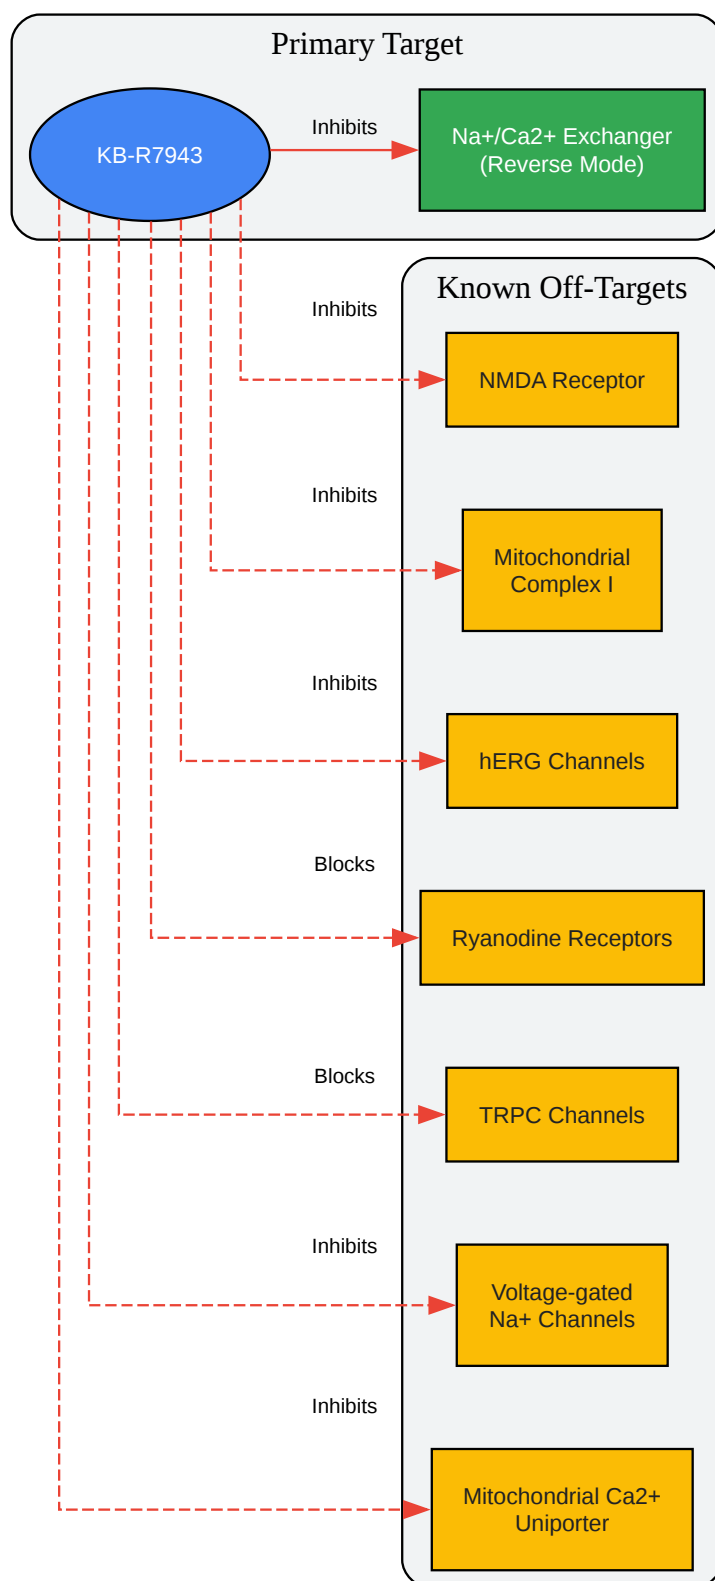 Primary Target
KB-R7943
Inhibits
Na+/Ca2+ Exchanger
(Reverse Mode)
Known Off-Targets
Inhibits
NMDA Receptor
Inhibits
Mitochondrial
Complex I
Inhibits
hERG Channels
Blocks
Ryanodine Receptors
Blocks
TRPC Channels
Inhibits
Voltage-gated
Na+ Channels
Inhibits
Mitochondrial Ca2+
Uniporter